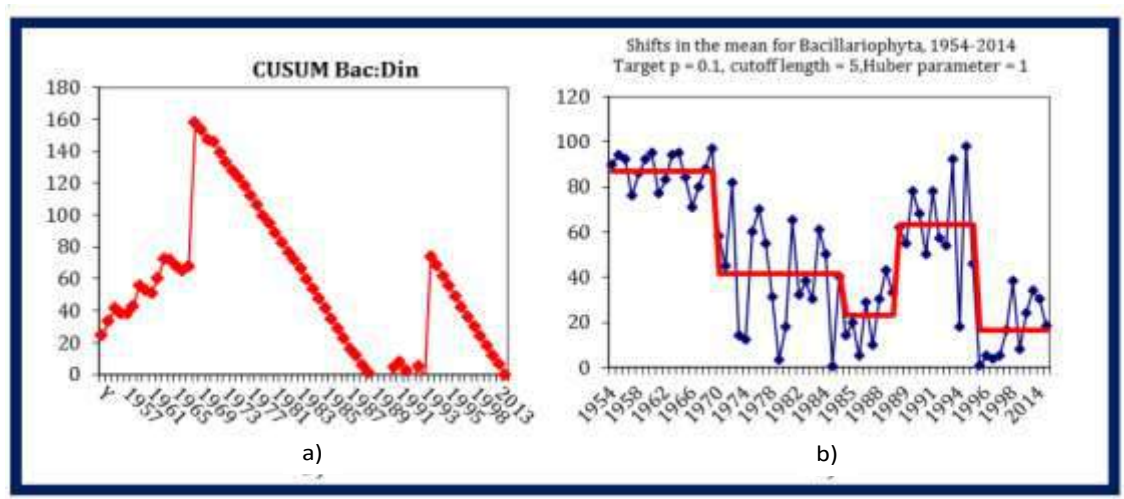 CUSUM Bac:Din
180
160
140
120
100
80
60
40
20
0
Y 1957 1961 1965 1969 1973 1977 1981 1983 1985 1987 1989 1991 1993 1995 1998 2013
a)
Shifts in the mean for Bacillariophyta, 1954-2014
Target p = 0.1, cutoff length = 5,Huber parameter = 1
120
100
80
60
40
20
0
1954 1958 1962 1966 1970 1974 1978 1982 1984 1985 1988 1989 1991 1994 1996 1998 2014
b)